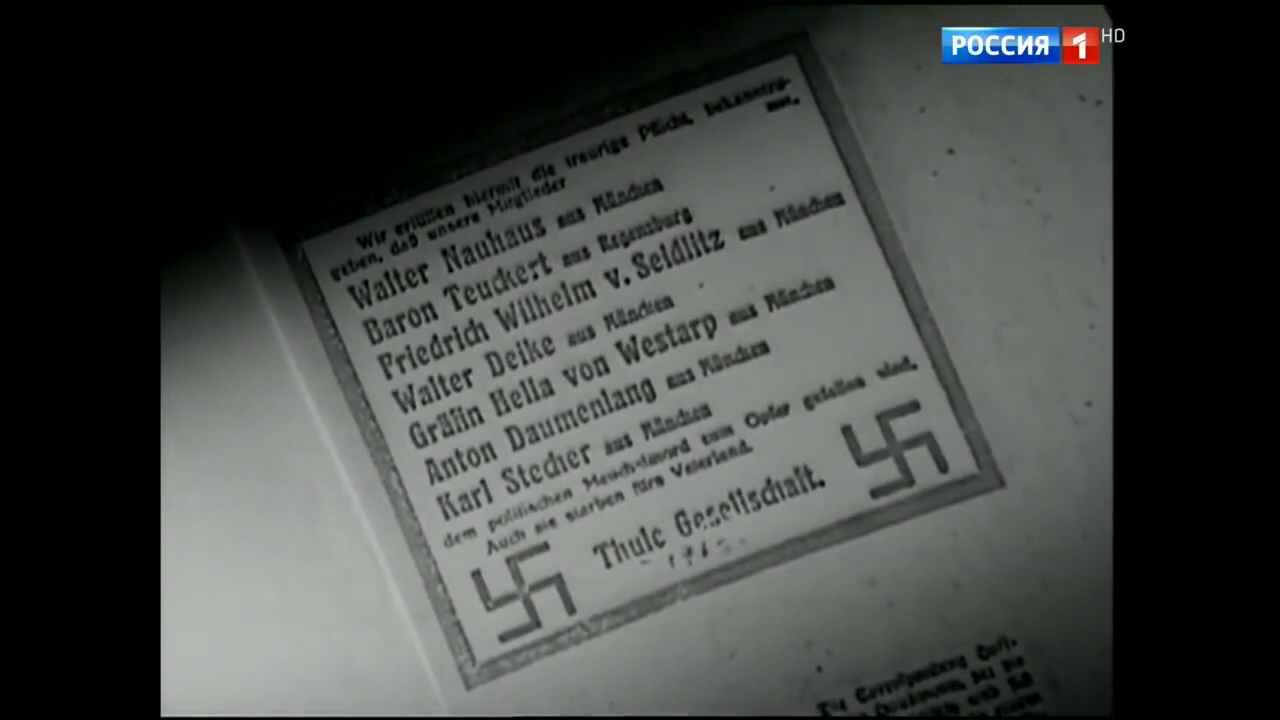 РОССИЯ 1 HD
Wir erfüllen hiermit die traurige Pflicht, bekanntzu-
geben, daß unsere Mitglieder
Walter Nauhaus aus München
Baron Teuckert aus Regensburg
Friedrich Wilhelm v. Seidlitz aus München
Walter Deike aus München
Gräfin Hella von Westarp aus München
Anton Daumenlang aus München
Karl Stecher aus München
dem politischen Meuchelmord zum Opfer gefallen sind.
Auch sie starben fürs Vaterland.
Thule Gesellschaft.
Die